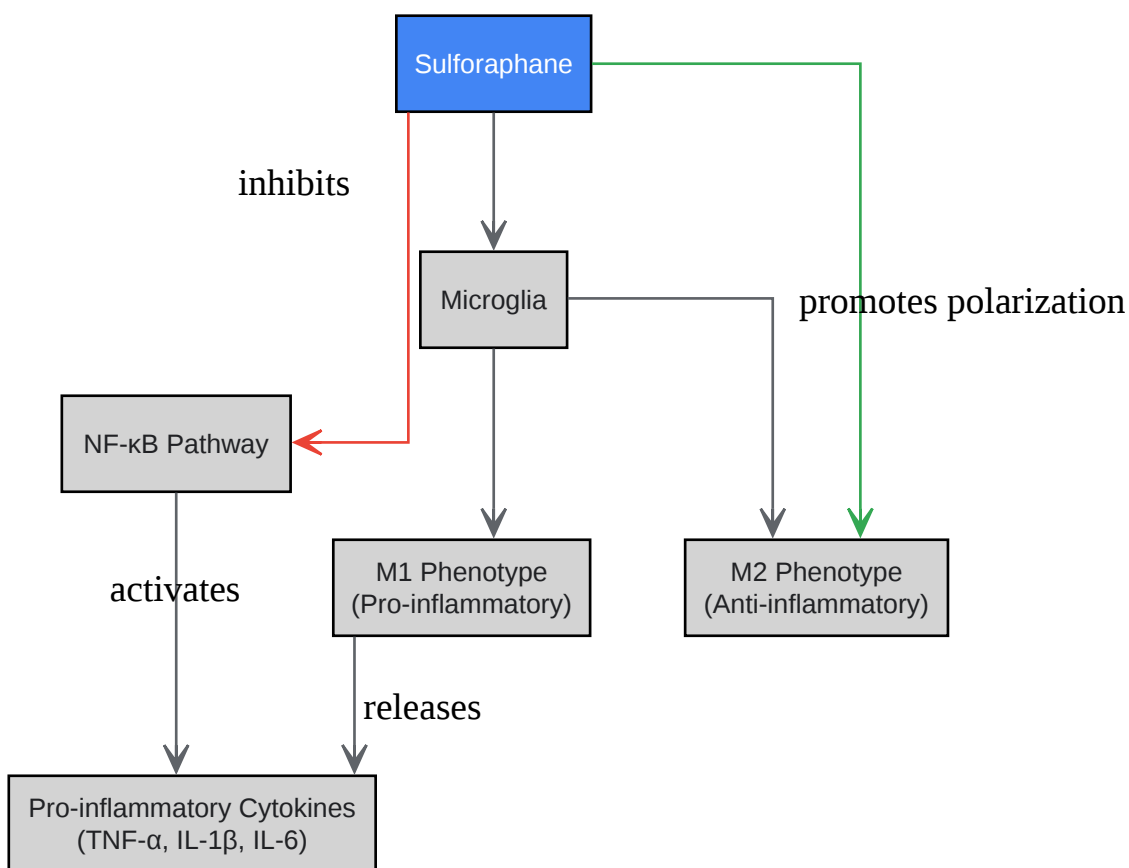 Sulforaphane
inhibits
Microglia
promotes polarization
NF-κB Pathway
M1 Phenotype
(Pro-inflammatory)
M2 Phenotype
(Anti-inflammatory)
activates
releases
Pro-inflammatory Cytokines
(TNF-α, IL-1β, IL-6)